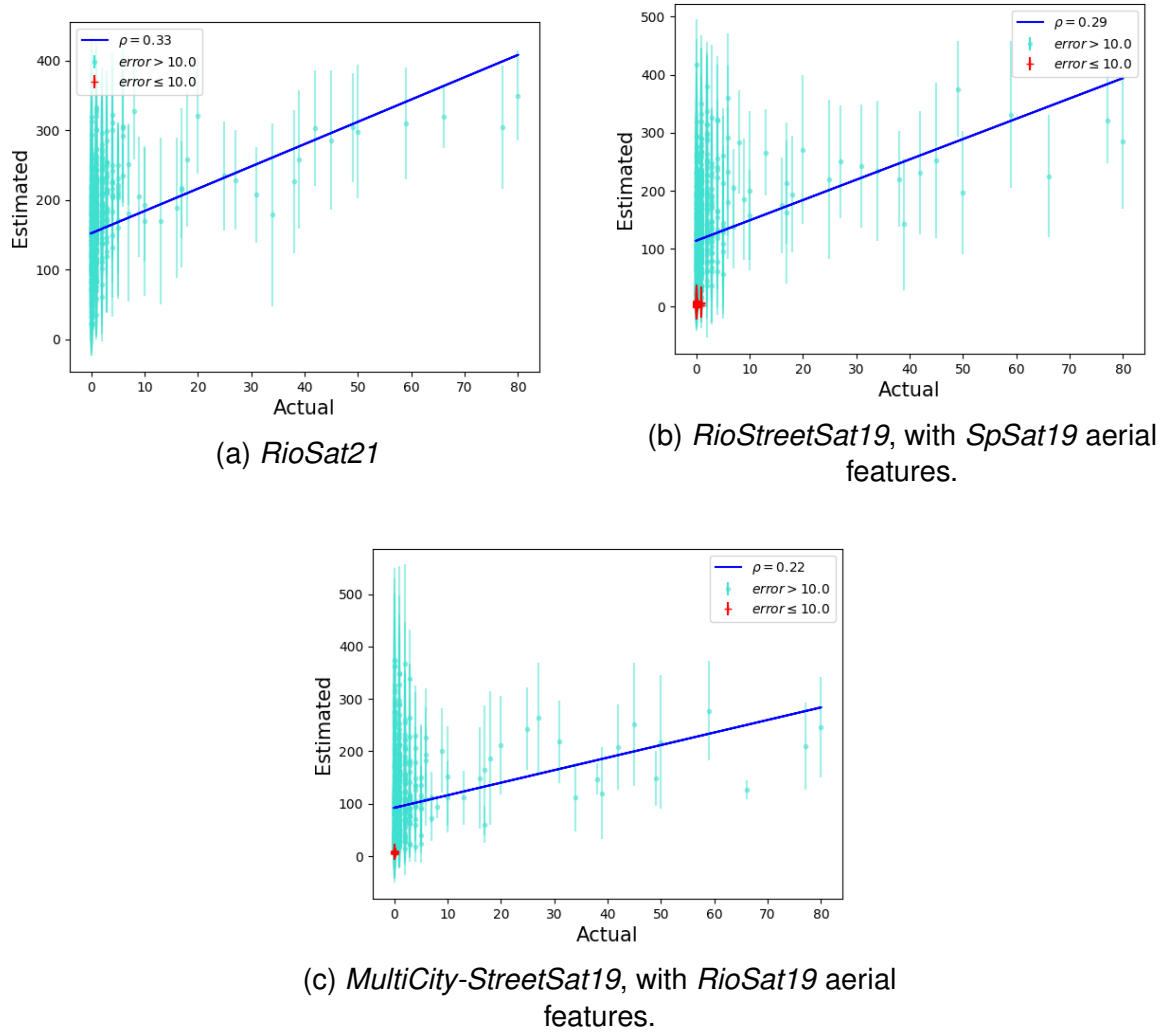 ρ = 0.33
error > 10.0
error ≤ 10.0
400
300
200
100
0
Estimated
0 10 20 30 40 50 60 70 80
Actual
(a) RioSat21
ρ = 0.29
error > 10.0
error ≤ 10.0
500
400
300
200
100
0
Estimated
0 10 20 30 40 50 60 70 80
Actual
(b) RioStreetSat19, with SpSat19 aerial
features.
ρ = 0.22
error > 10.0
error ≤ 10.0
500
400
300
200
100
0
Estimated
0 10 20 30 40 50 60 70 80
Actual
(c) MultiCity-StreetSat19, with RioSat19 aerial
features.